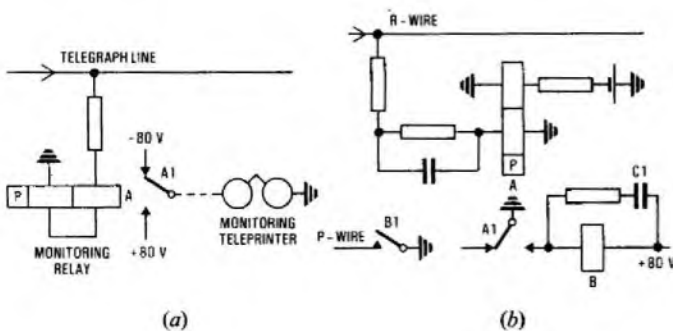 TELEGRAPH LINE
-80 V
A1
P
A
MONITORING
RELAY
+80 V
MONITORING
TELEPRINTER
(a)
R-WIRE
P
A
C1
P-WIRE
B1
A1
B
+80 V
(b)